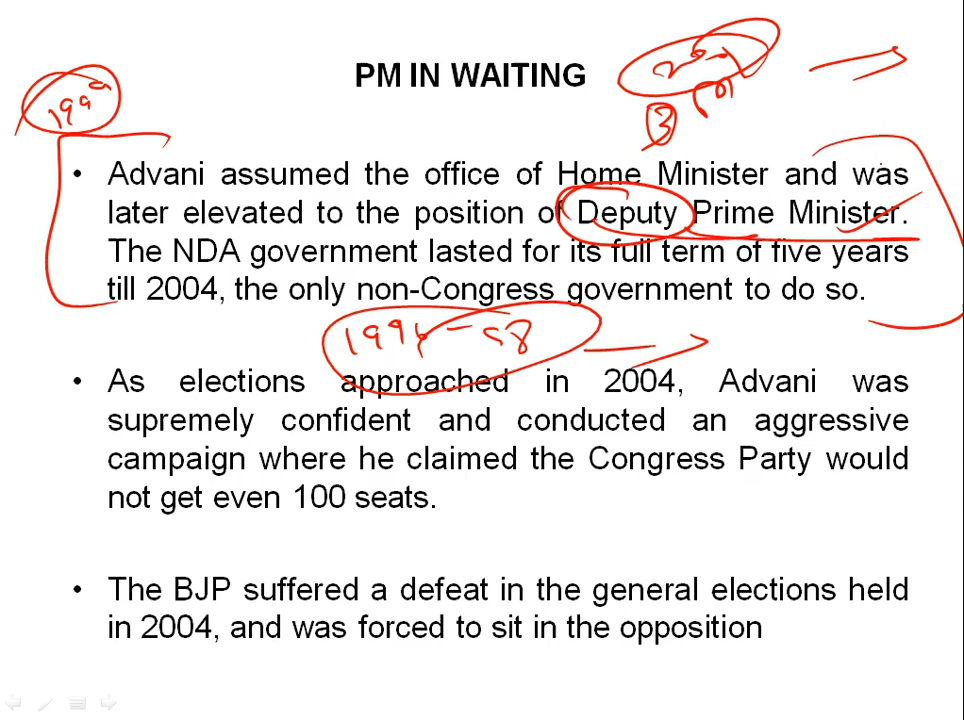 PM IN WAITING
1999
3
• Advani assumed the office of Home Minister and was
later elevated to the position of Deputy Prime Minister.
The NDA government lasted for its full term of five years
till 2004, the only non-Congress government to do so.
• As elections approached in 2004, Advani was
supremely confident and conducted an aggressive
campaign where he claimed the Congress Party would
not get even 100 seats.
• The BJP suffered a defeat in the general elections held
in 2004, and was forced to sit in the opposition